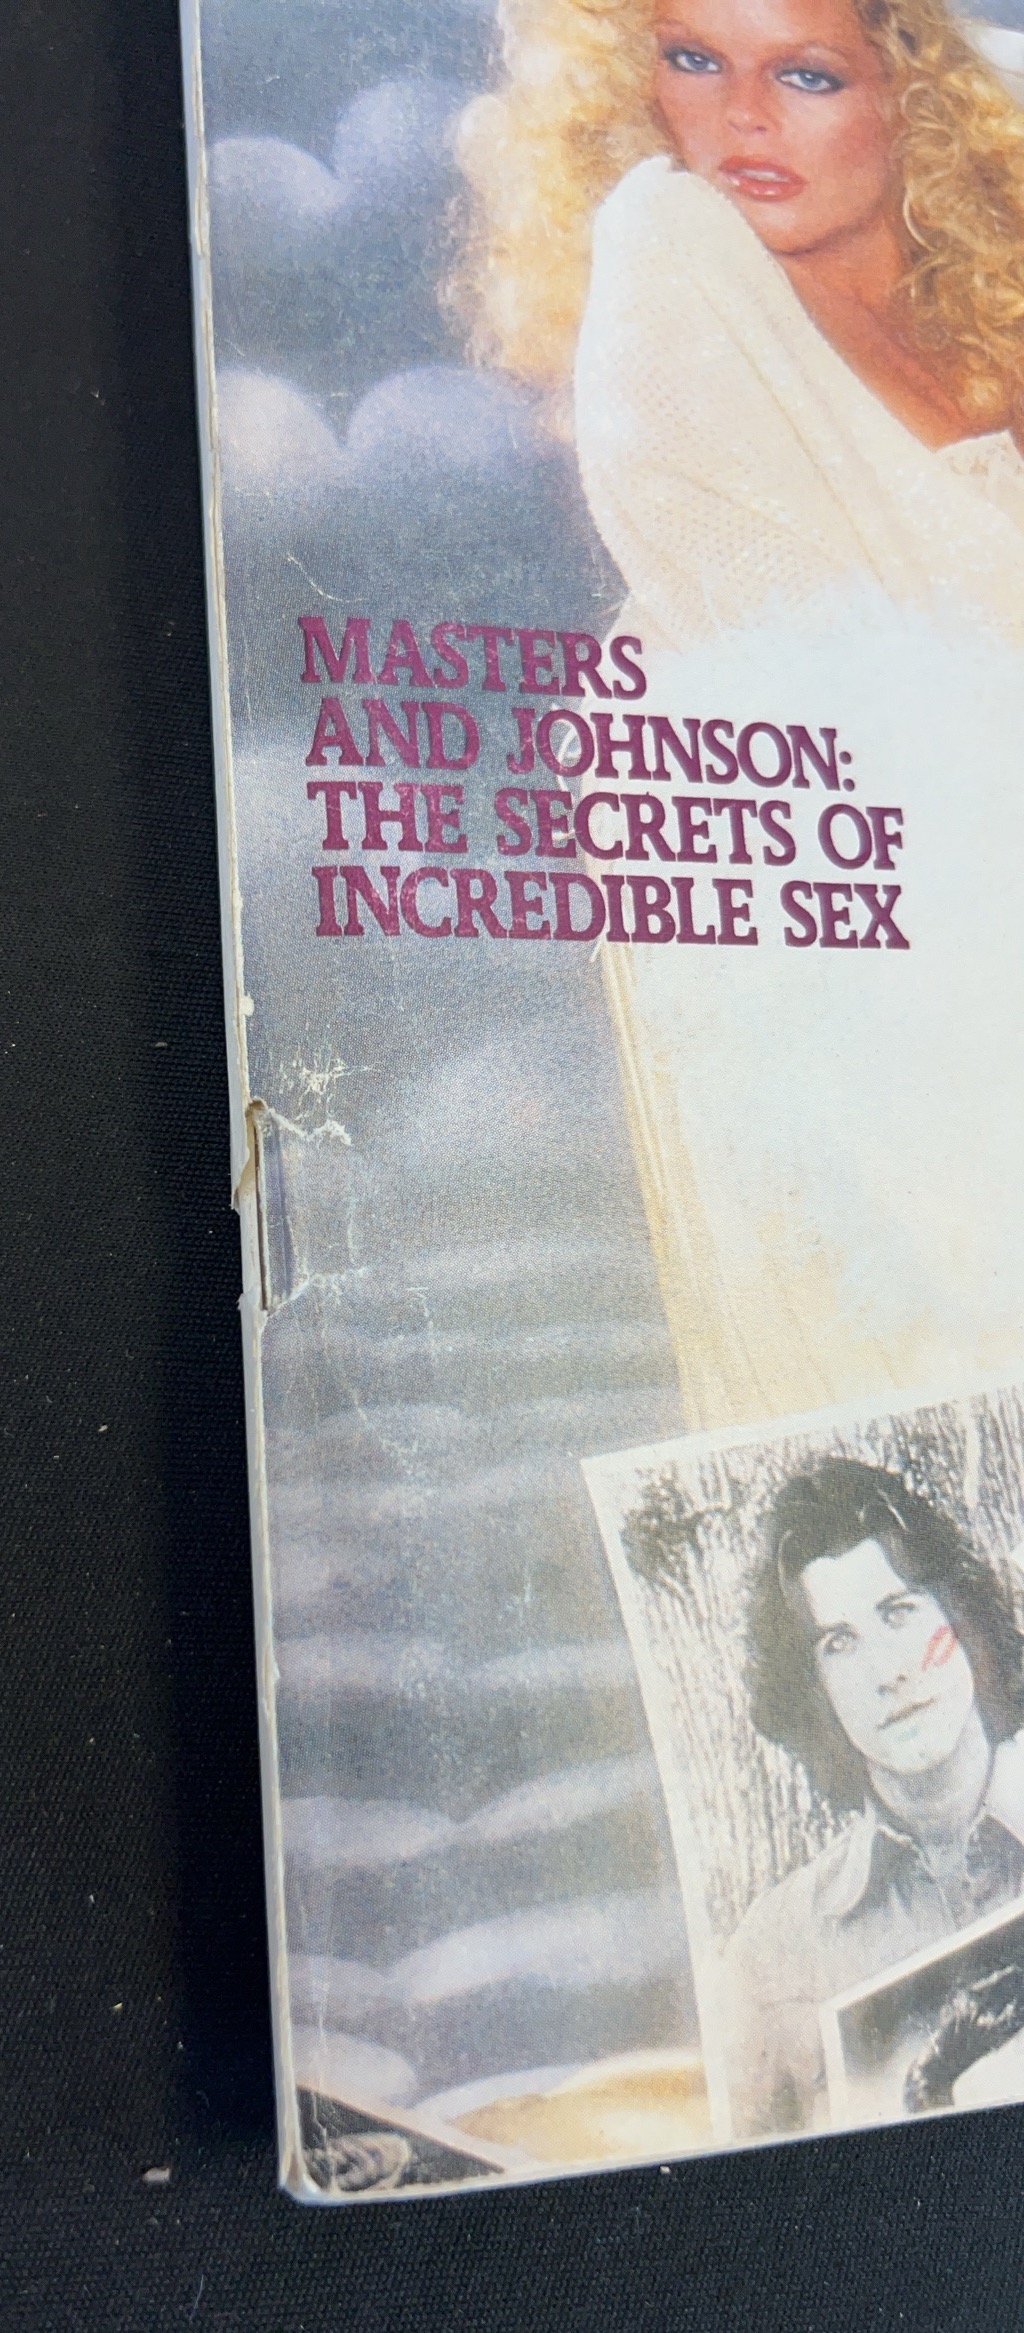 MASTERS
AND JOHNSON:
THE SECRETS OF
INCREDIBLE SEX